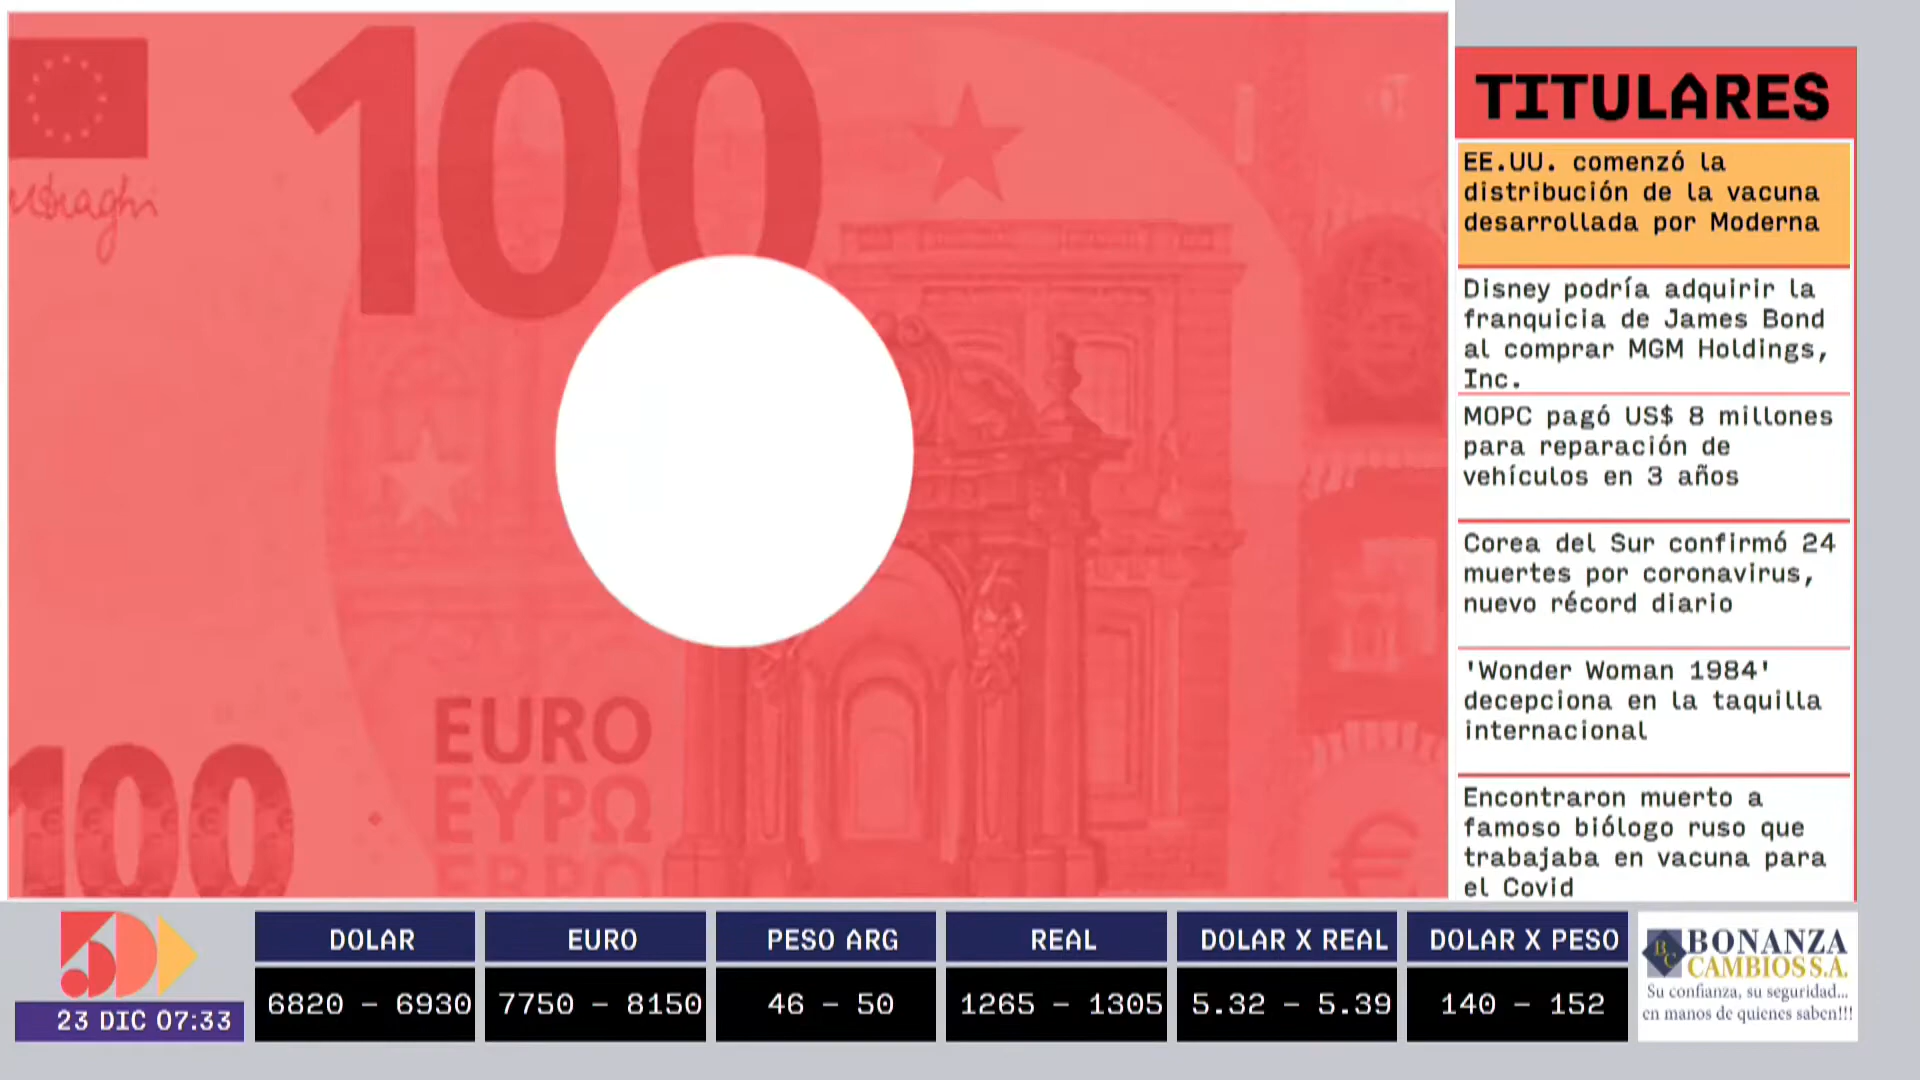 100
TITULARES
EE.UU. comenzó la
distribución de la vacuna
desarrollada por Moderna
Disney podría adquirir la
franquicia de James Bond
al comprar MGM Holdings,
Inc.
MOPC pagó US$ 8 millones
para reparación de
vehículos en 3 años
Corea del Sur confirmó 24
muertes por coronavirus,
nuevo récord diario
'Wonder Woman 1984'
decepciona en la taquilla
internacional
Encontraron muerto a
famoso biólogo ruso que
trabajaba en vacuna para
el Covid
EURO
ΕΥΡΩ
100
5D
23 DIC 07:33
DOLAR
6820 - 6930
EURO
7750 - 8150
PESO ARG
46 - 50
REAL
1265 - 1305
DOLAR X REAL
5.32 - 5.39
DOLAR X PESO
140 - 152
BC
BONANZA
CAMBIOS S.A.
Su confianza, su seguridad...
en manos de quienes saben!!!